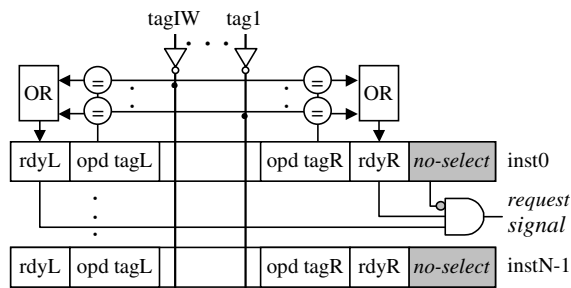 tagIW . . . tag1
OR = = OR
= =
rdyL opd tagL opd tagR rdyR no-select inst0
request
signal
rdyL opd tagL opd tagR rdyR no-select instN-1